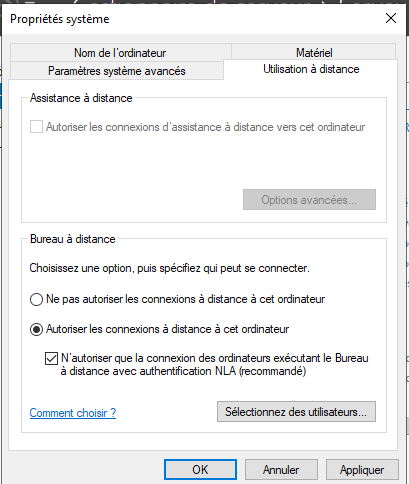 Propriétés système
Nom de l'ordinateur
Matériel
Paramètres système avancés
Utilisation à distance
Assistance à distance
Autoriser les connexions d'assistance à distance vers cet ordinateur
Options avancées...
Bureau à distance
Choisissez une option, puis spécifiez qui peut se connecter.
Ne pas autoriser les connexions à distance à cet ordinateur
Autoriser les connexions à distance à cet ordinateur
N'autoriser que la connexion des ordinateurs exécutant le Bureau
à distance avec authentification NLA (recommandé)
Comment choisir ?
Sélectionnez des utilisateurs...
OK
Annuler
Appliquer